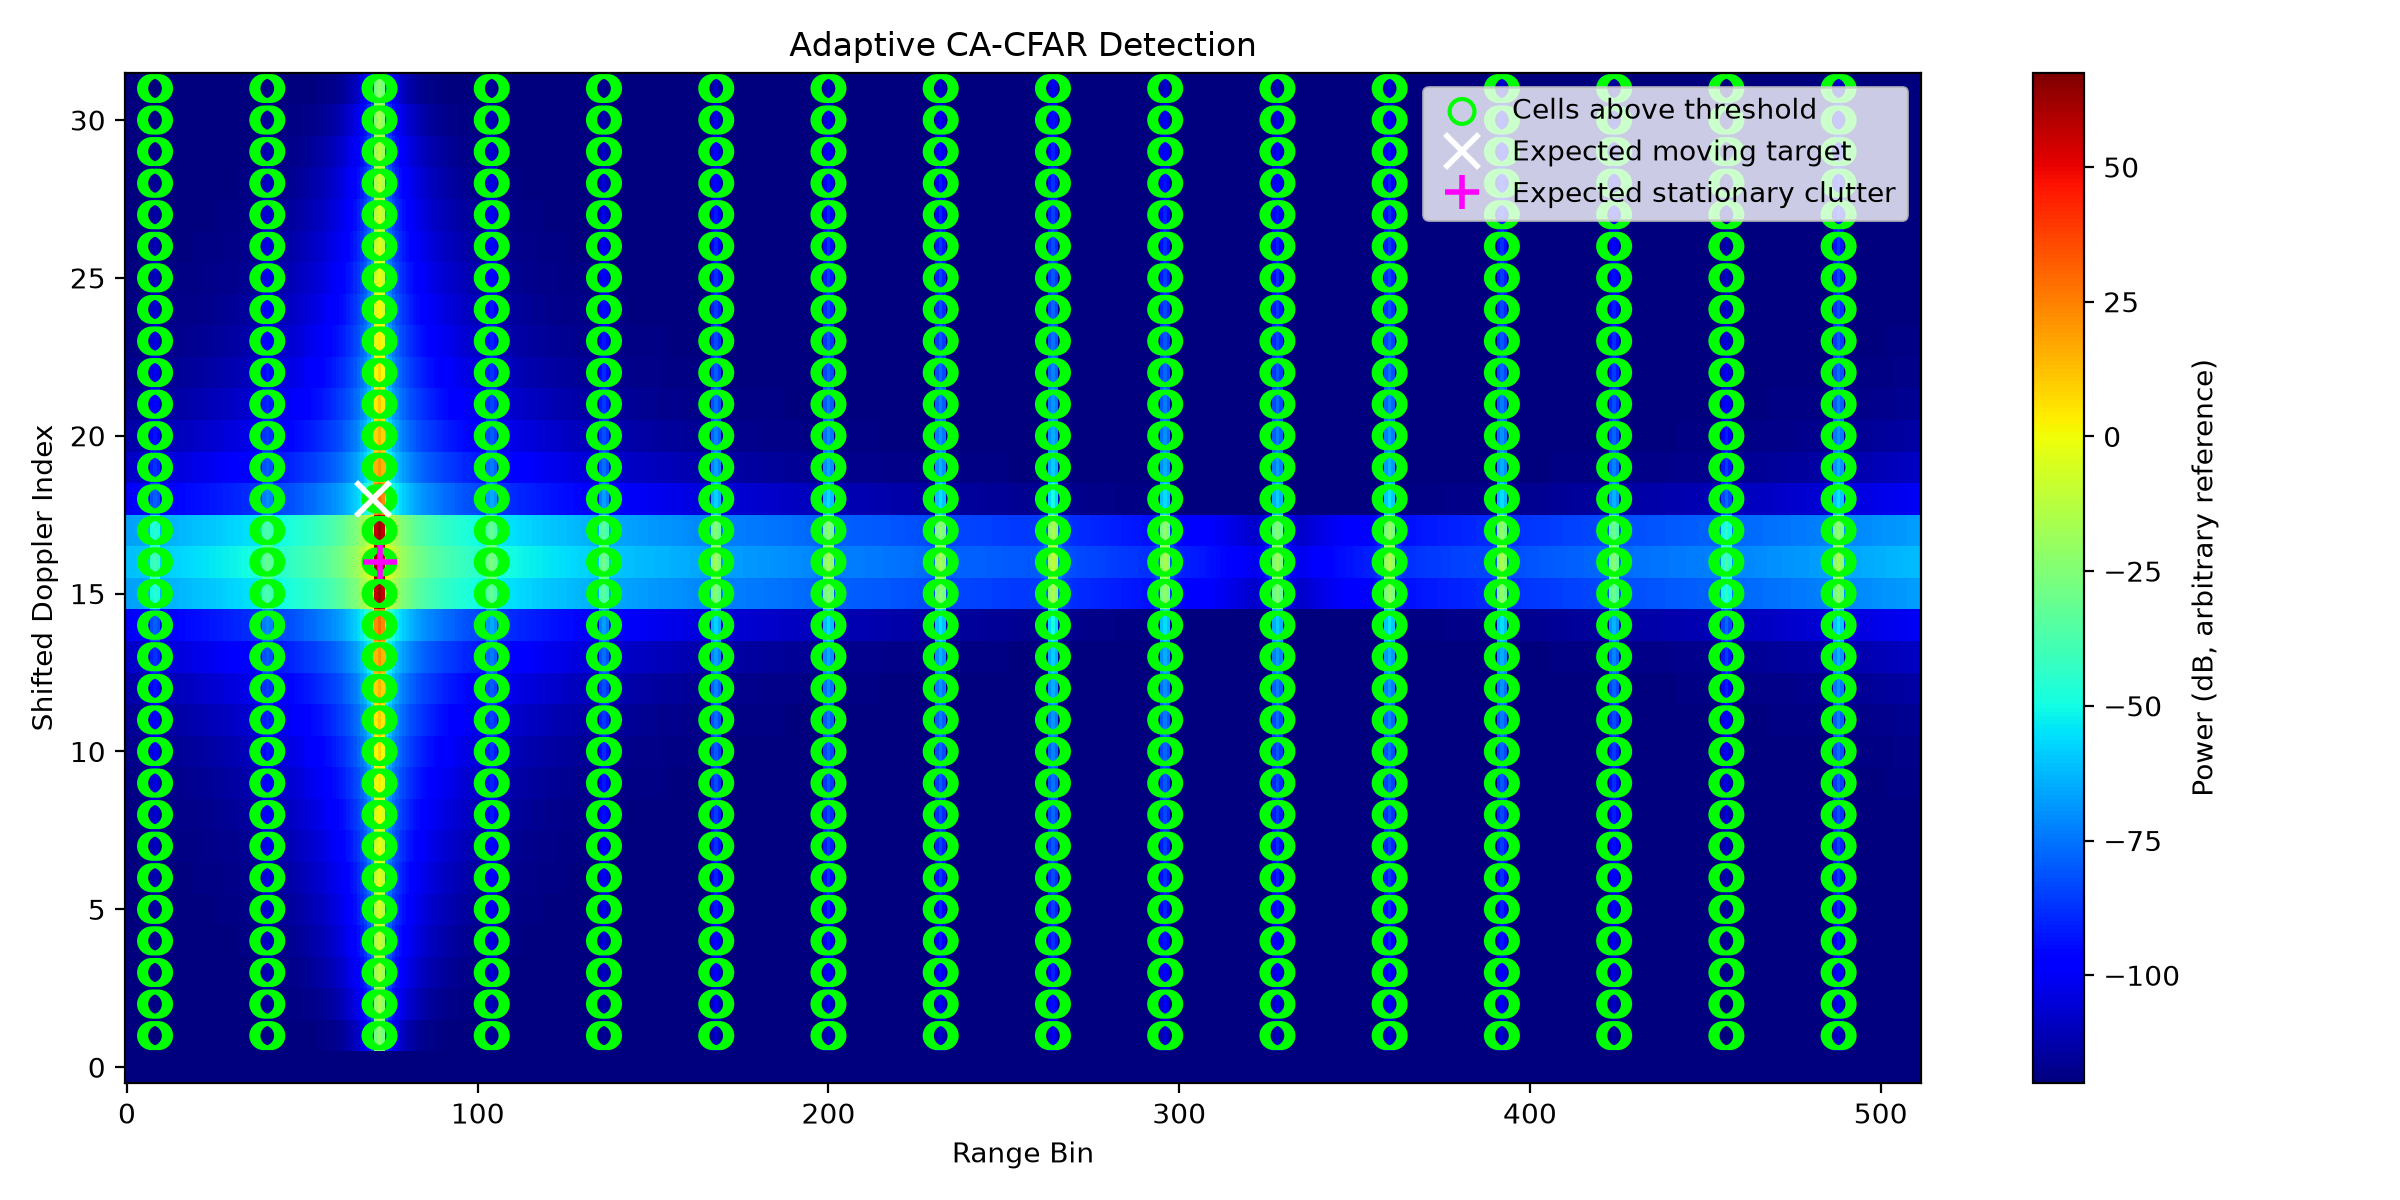 Adaptive CA-CFAR Detection
Cells above threshold
Expected moving target
Expected stationary clutter
30
25
20
15
10
5
0
Shifted Doppler Index
0 100 200 300 400 500
Range Bin
50
25
0
−25
−50
−75
−100
Power (dB, arbitrary reference)